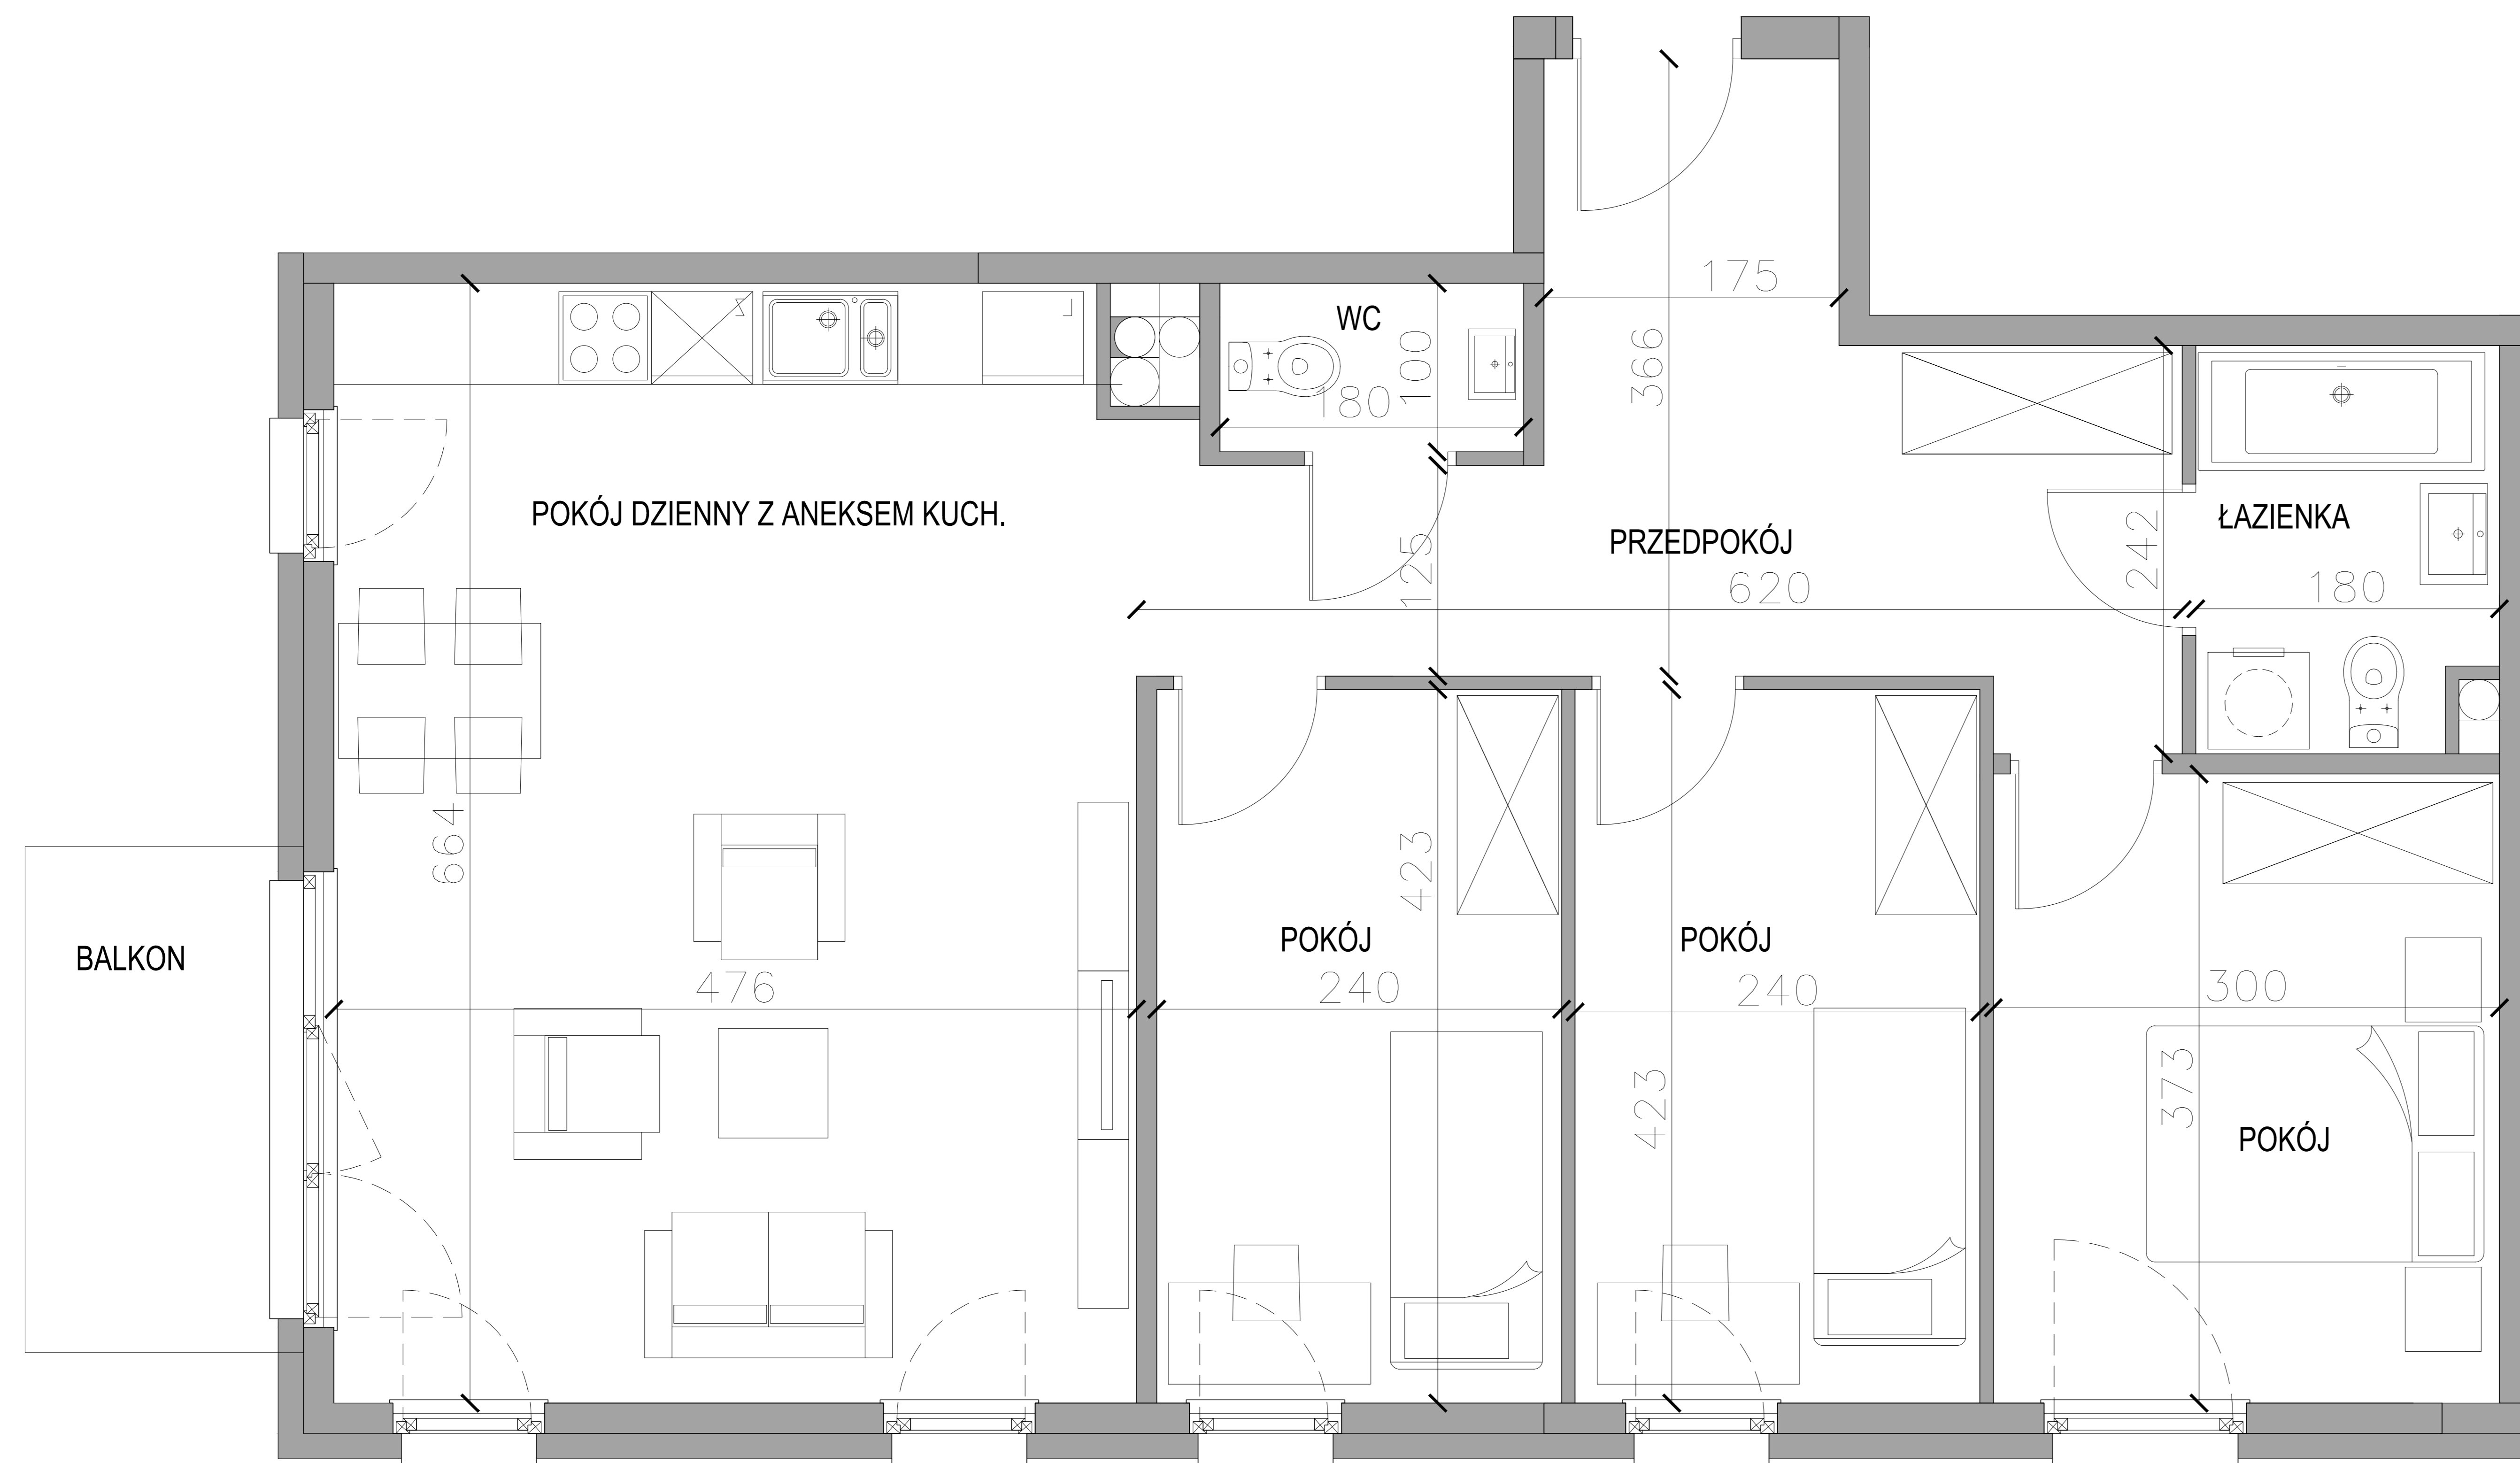 175
WC
366
100
180
POKÓJ DZIENNY Z ANEKSEM KUCH.
ŁAZIENKA
PRZEDPOKÓJ
242
125
620
180
664
423
POKÓJ
POKÓJ
BALKON
476
240
240
300
423
373
POKÓJ